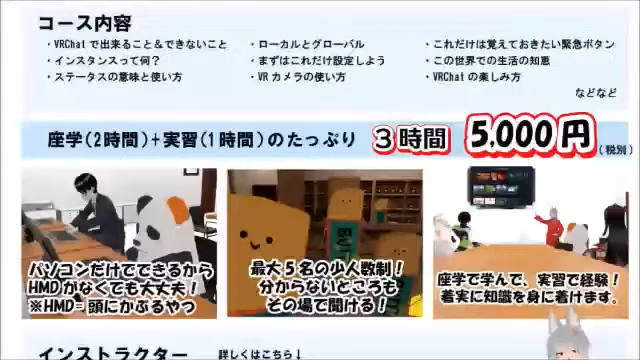 コース内容
・VRChatで出来ること&できないこと
・ローカルとグローバル
・これだけは覚えておきたい緊急ボタン
・インスタンスって何?
・まずはこれだけ設定しよう
・この世界での生活の知恵
・ステータスの意味と使い方
・VRカメラの使い方
・VRChatの楽しみ方
などなど
座学(2時間)+実習(1時間)のたっぷり 3時間 5,000円(税別)
パソコンだけでできるから
HMDがなくても大丈夫!
※HMD=頭にかぶるやつ
最大5名の少人数制!
分からないところも
その場で聞ける!
座学で学んで、実習で経験!
着実に知識を身に着けます。
インストラクター 詳しくはこちら↓